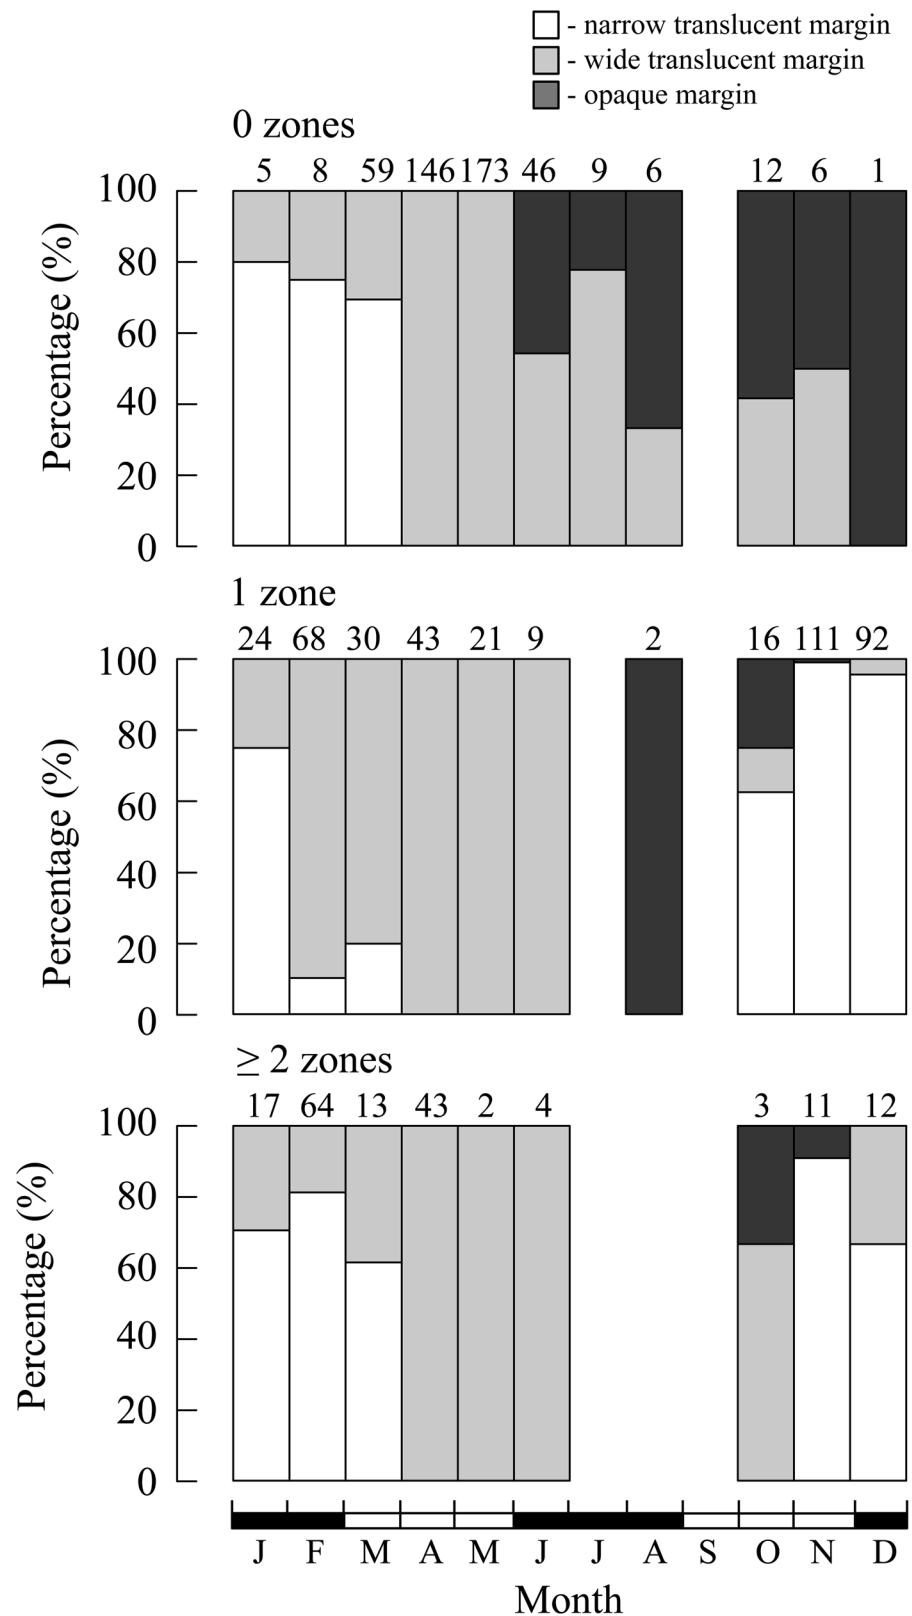 - narrow translucent margin
- wide translucent margin
- opaque margin
0 zones
5 8 59 146 173 46 9 6 12 6 1
100
80
60
40
20
0
Percentage (%)
1 zone
24 68 30 43 21 9 2 16 111 92
100
80
60
40
20
0
Percentage (%)
≥ 2 zones
17 64 13 43 2 4 3 11 12
100
80
60
40
20
0
Percentage (%)
J F M A M J J A S O N D
Month